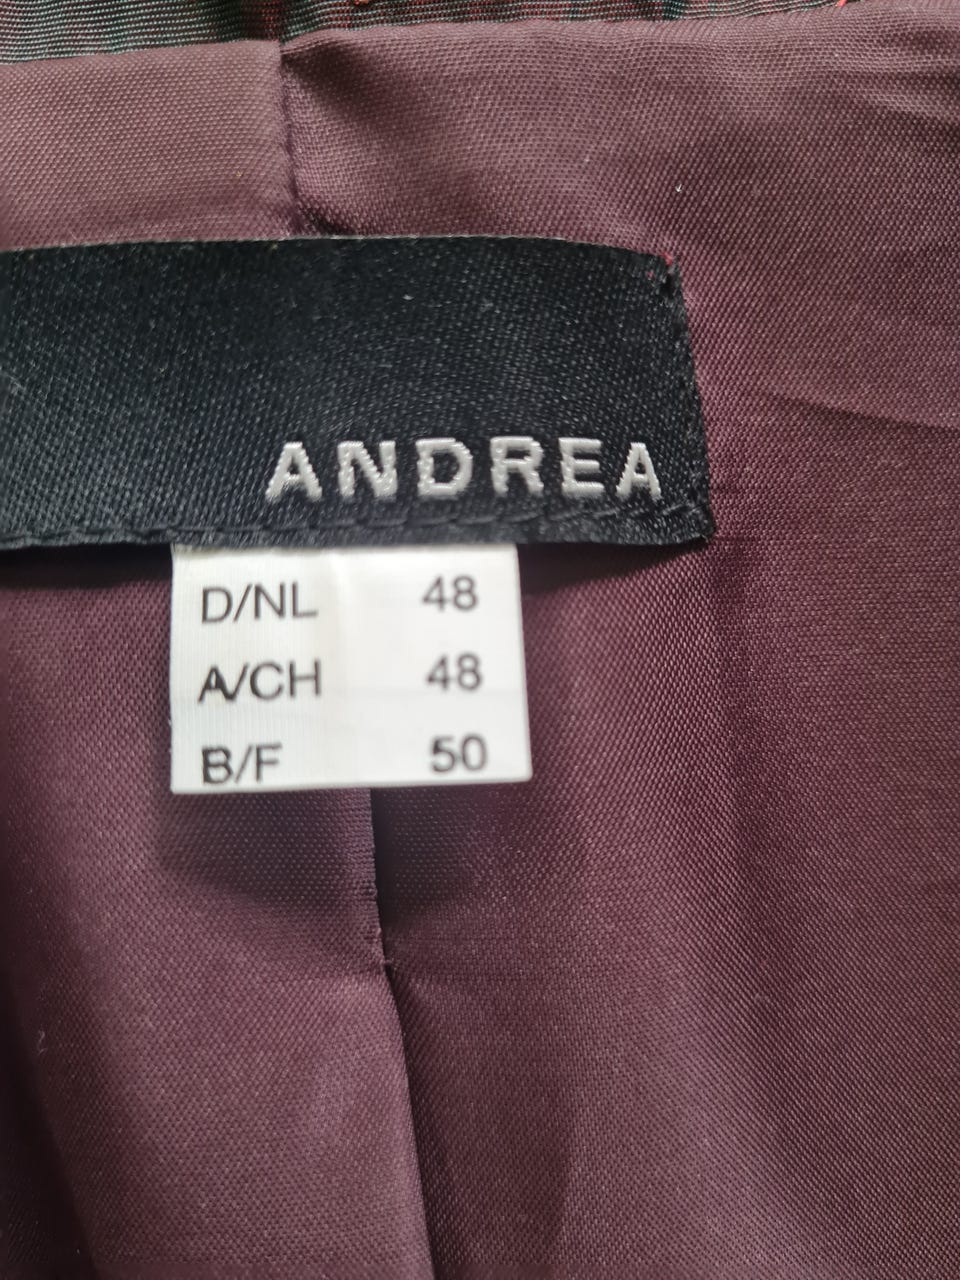 ANDREA
D/NL 48
A/CH 48
B/F 50